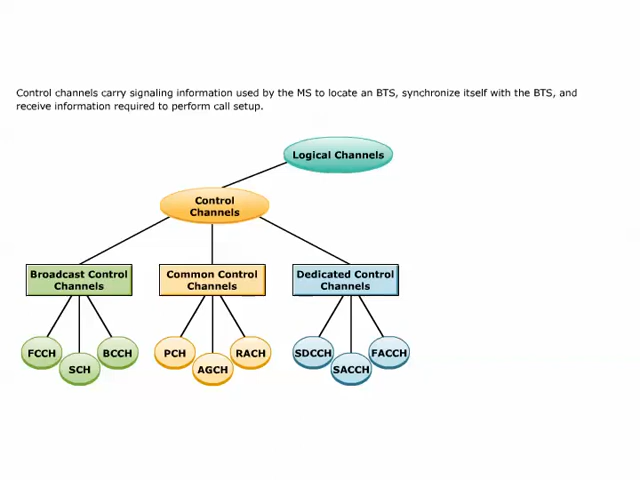 Control channels carry signaling information used by the MS to locate an BTS, synchronize itself with the BTS, and
receive information required to perform call setup.
Logical Channels
Control
Channels
Broadcast Control
Channels
Common Control
Channels
Dedicated Control
Channels
FCCH
SCH
BCCH
PCH
AGCH
RACH
SDCCH
SACCH
FACCH